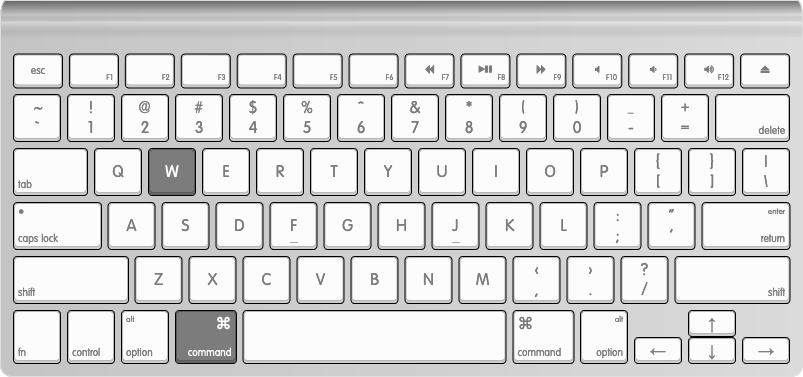 esc F1 F2 F3 F4 F5 F6 F7 F8 F9 F10 F11 F12
~ ! @ # $ % ^ & * ( ) _ +
` 1 2 3 4 5 6 7 8 9 0 - = delete
tab Q W E R T Y U I O P { [ } ] | \
caps lock A S D F G H J K L : ; " ' enter return
shift Z X C V B N M < , > . ? / shift
fn control alt option ⌘ command ⌘ command alt option ← ↑ ↓ →